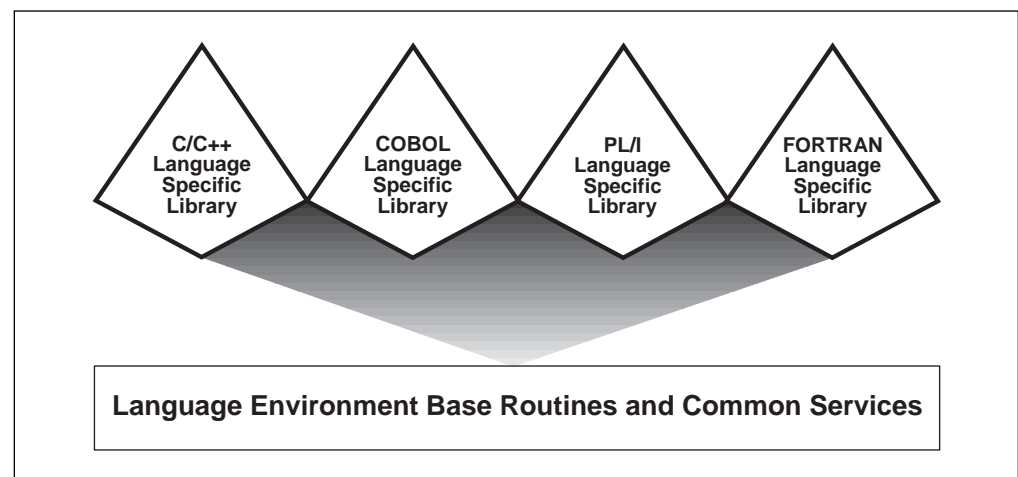 C/C++
Language
Specific
Library
COBOL
Language
Specific
Library
PL/I
Language
Specific
Library
FORTRAN
Language
Specific
Library
Language Environment Base Routines and Common Services